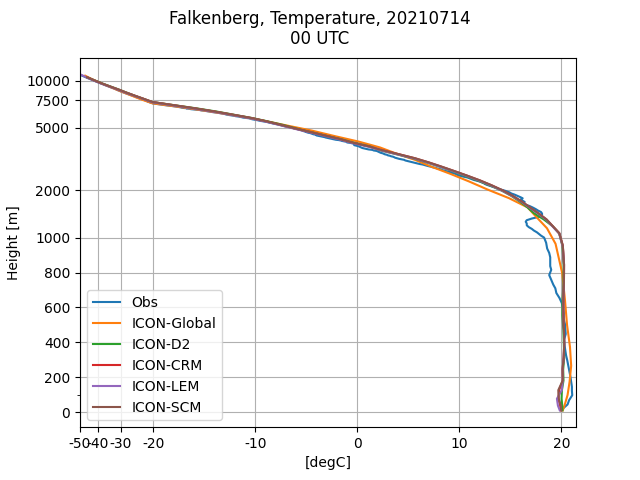 Falkenberg, Temperature, 20210714
00 UTC
10000
7500
5000
2000
1000
800
600
400
200
0
Height [m]
Obs
ICON-Global
ICON-D2
ICON-CRM
ICON-LEM
ICON-SCM
-50 -40 -30 -20 -10 0 10 20
[degC]